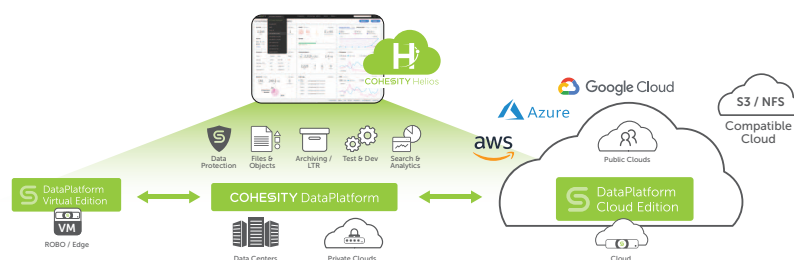 H
COHESITY Helios
Google Cloud
Azure
aws
S3 / NFS
Compatible
Cloud
Data
Protection
Files &
Objects
Archiving /
LTR
Test & Dev
Search &
Analytics
Public Clouds
DataPlatform
Virtual Edition
COHESITY DataPlatform
DataPlatform
Cloud Edition
VM
ROBO / Edge
Data Centers
Private Clouds
Cloud